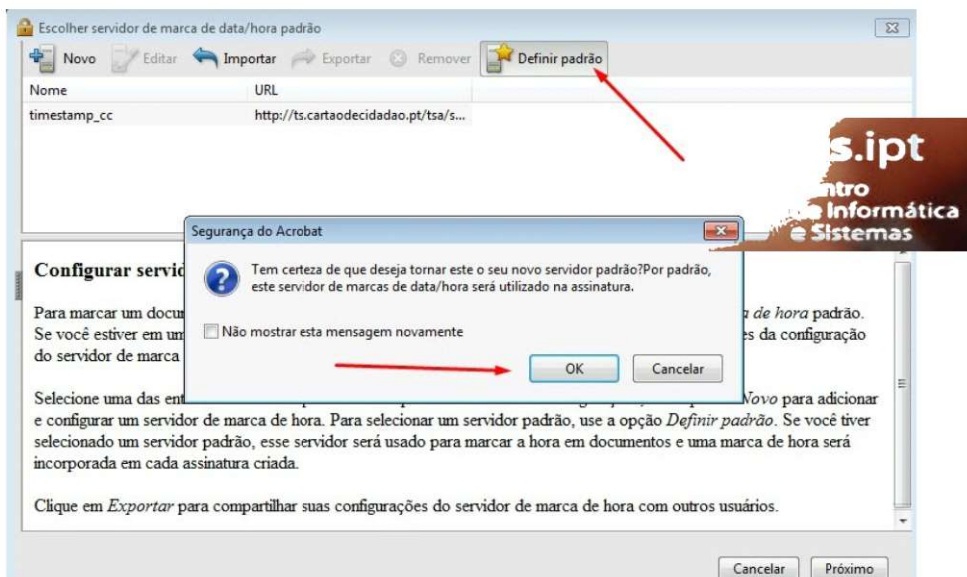 Escolher servidor de marca de data/hora padrão
Novo Editar Importar Exportar Remover Definir padrão
Nome URL
timestamp_cc http://ts.cartaodecidadao.pt/tsa/s...
s.ipt
ntro
e Informática
e Sistemas
Segurança do Acrobat
Tem certeza de que deseja tornar este o seu novo servidor padrão?Por padrão,
este servidor de marcas de data/hora será utilizado na assinatura.
Não mostrar esta mensagem novamente
OK Cancelar
Configurar servid
Para marcar um docu de hora padrão.
Se você estiver em um es da configuração
do servidor de marca
Selecione uma das ent Novo para adicionar
e configurar um servidor de marca de hora. Para selecionar um servidor padrão, use a opção Definir padrão. Se você tiver
selecionado um servidor padrão, esse servidor será usado para marcar a hora em documentos e uma marca de hora será
incorporada em cada assinatura criada.
Clique em Exportar para compartilhar suas configurações do servidor de marca de hora com outros usuários.
Cancelar Próximo